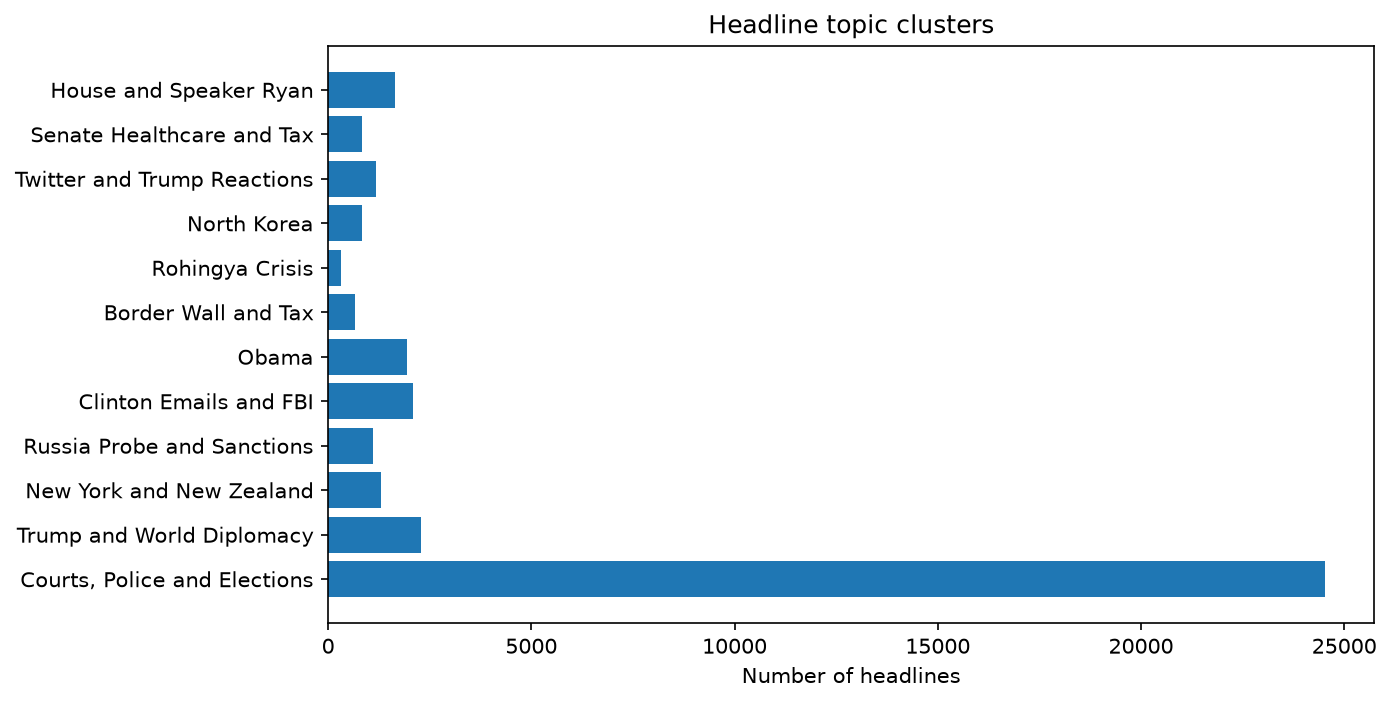 Headline topic clusters
House and Speaker Ryan
Senate Healthcare and Tax
Twitter and Trump Reactions
North Korea
Rohingya Crisis
Border Wall and Tax
Obama
Clinton Emails and FBI
Russia Probe and Sanctions
New York and New Zealand
Trump and World Diplomacy
Courts, Police and Elections
0 5000 10000 15000 20000 25000
Number of headlines